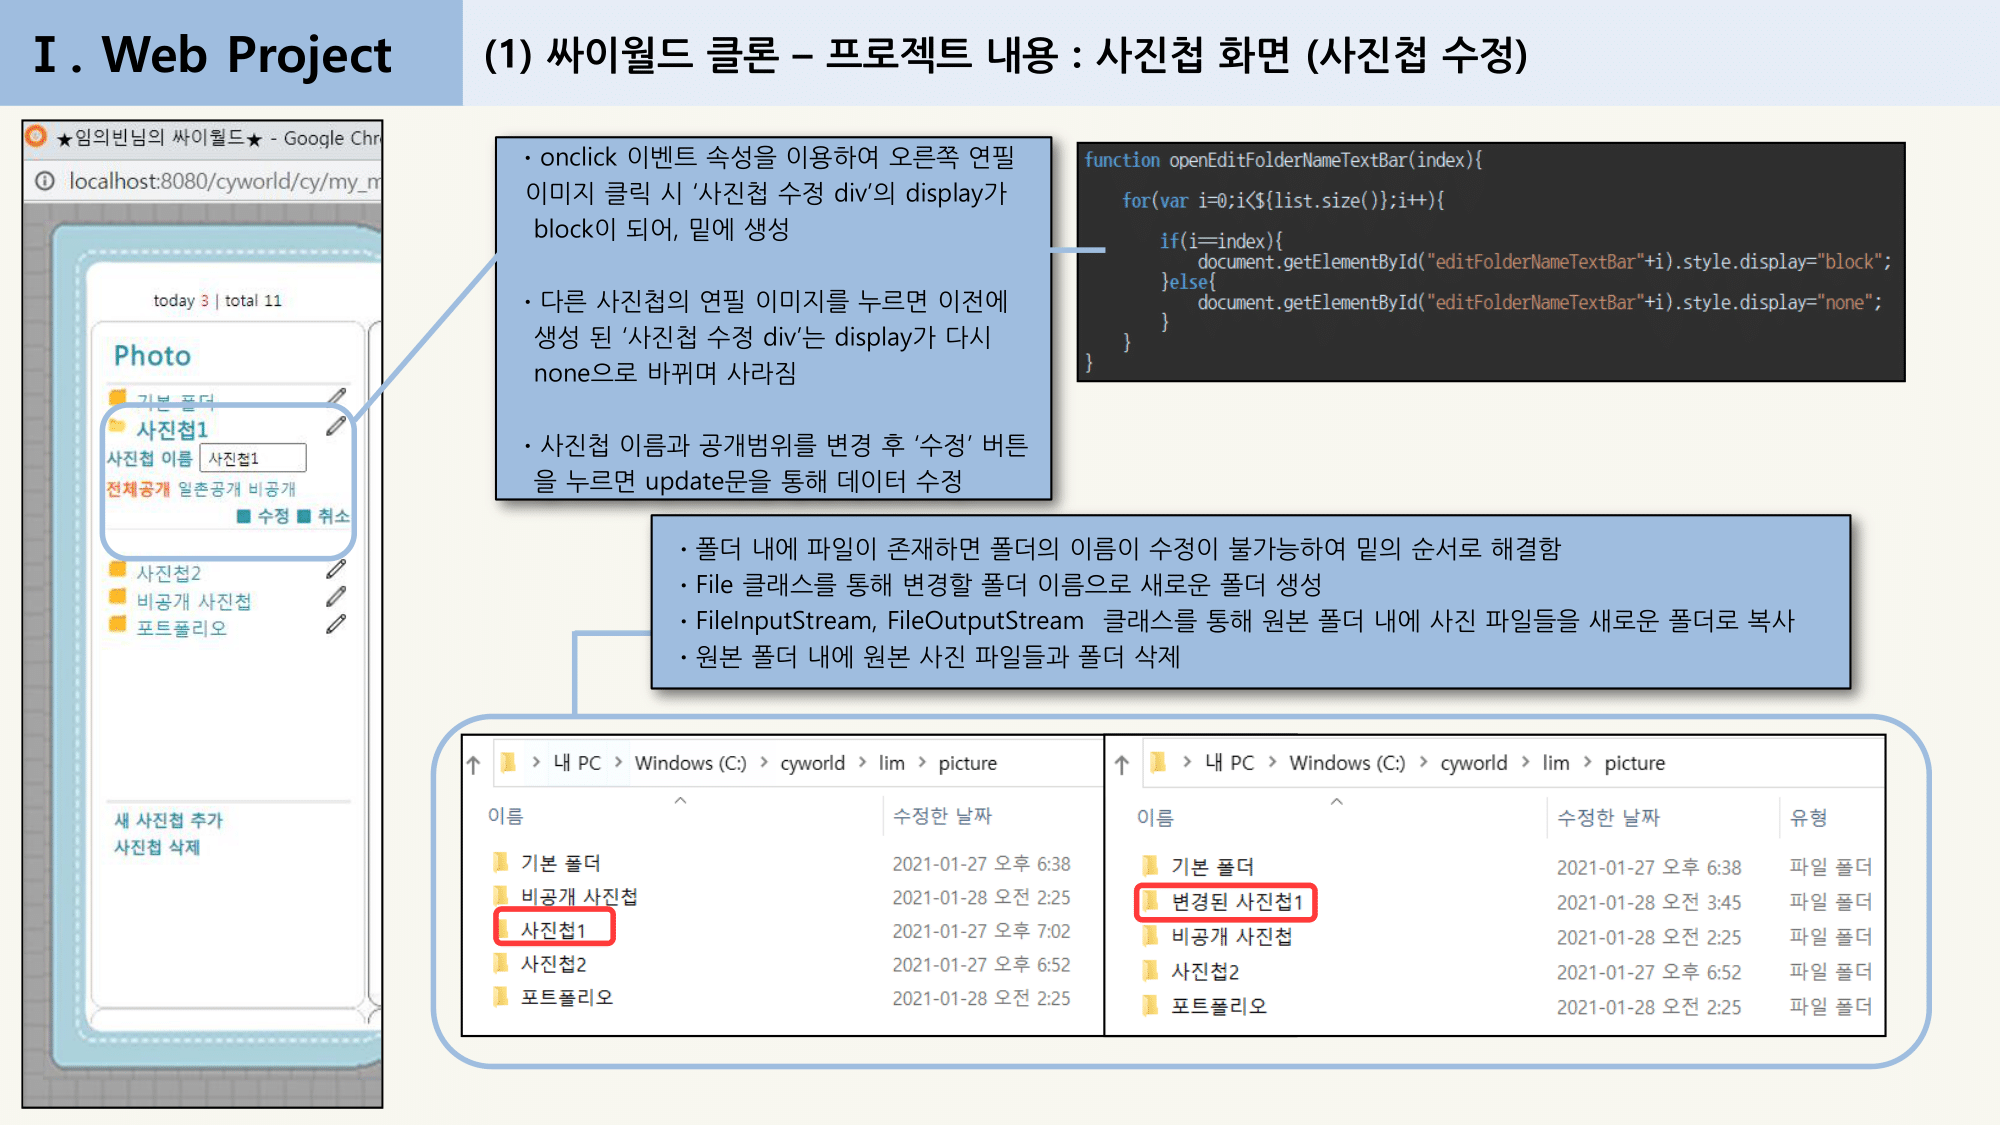 Ⅰ. Web Project
(1) 싸이월드 클론 – 프로젝트 내용 : 사진첩 화면 (사진첩 수정)
★임의빈님의 싸이월드★ - Google Chr
localhost:8080/cyworld/cy/my_m
today 3 | total 11
Photo
기본 폴더
사진첩1
사진첩 이름 사진첩1
전체공개 일촌공개 비공개
■ 수정 ■ 취소
사진첩2
비공개 사진첩
포트폴리오
새 사진첩 추가
사진첩 삭제
· onclick 이벤트 속성을 이용하여 오른쪽 연필
이미지 클릭 시 ‘사진첩 수정 div’의 display가
block이 되어, 밑에 생성
· 다른 사진첩의 연필 이미지를 누르면 이전에
생성 된 ‘사진첩 수정 div’는 display가 다시
none으로 바뀌며 사라짐
· 사진첩 이름과 공개범위를 변경 후 ‘수정’ 버튼
을 누르면 update문을 통해 데이터 수정
function openEditFolderNameTextBar(index){
for(var i=0;i<${list.size()};i++){
if(i==index){
document.getElementById("editFolderNameTextBar"+i).style.display="block";
}else{
document.getElementById("editFolderNameTextBar"+i).style.display="none";
}
}
}
· 폴더 내에 파일이 존재하면 폴더의 이름이 수정이 불가능하여 밑의 순서로 해결함
· File 클래스를 통해 변경할 폴더 이름으로 새로운 폴더 생성
· FileInputStream, FileOutputStream 클래스를 통해 원본 폴더 내에 사진 파일들을 새로운 폴더로 복사
· 원본 폴더 내에 원본 사진 파일들과 폴더 삭제
↑ > 내 PC > Windows (C:) > cyworld > lim > picture
이름 수정한 날짜
기본 폴더 2021-01-27 오후 6:38
비공개 사진첩 2021-01-28 오전 2:25
사진첩1 2021-01-27 오후 7:02
사진첩2 2021-01-27 오후 6:52
포트폴리오 2021-01-28 오전 2:25
↑ > 내 PC > Windows (C:) > cyworld > lim > picture
이름 수정한 날짜 유형
기본 폴더 2021-01-27 오후 6:38 파일 폴더
변경된 사진첩1 2021-01-28 오전 3:45 파일 폴더
비공개 사진첩 2021-01-28 오전 2:25 파일 폴더
사진첩2 2021-01-27 오후 6:52 파일 폴더
포트폴리오 2021-01-28 오전 2:25 파일 폴더